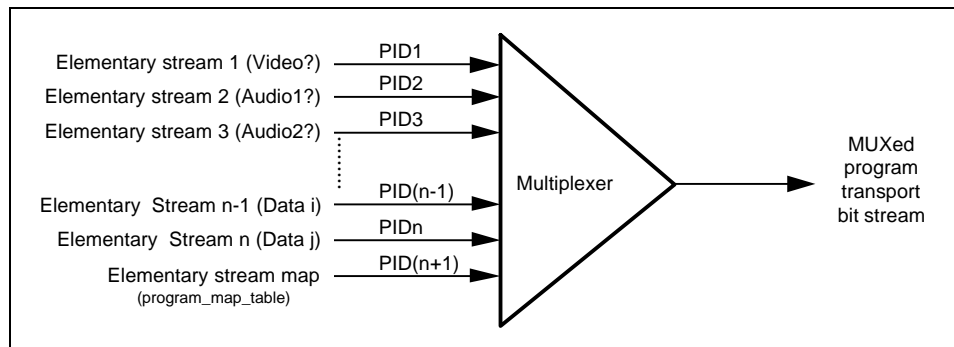 Elementary stream 1 (Video?)
PID1
Elementary stream 2 (Audio1?)
PID2
Elementary stream 3 (Audio2?)
PID3
Elementary Stream n-1 (Data i)
PID(n-1)
Elementary Stream n (Data j)
PIDn
Elementary stream map
(program_map_table)
PID(n+1)
Multiplexer
MUXed
program
transport
bit stream